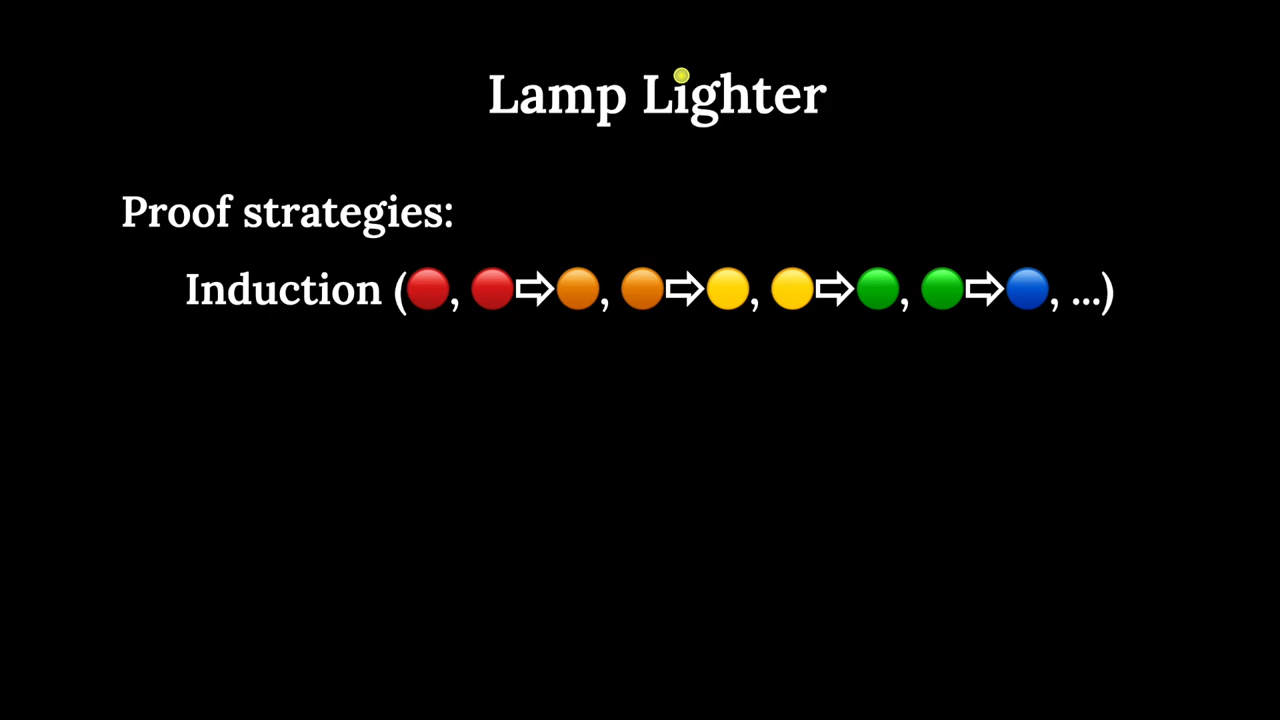 Lamp Lighter
Proof strategies:
Induction (🔴, 🔴⇨🟠, 🟠⇨🟡, 🟡⇨🟢, 🟢⇨🔵, ...)